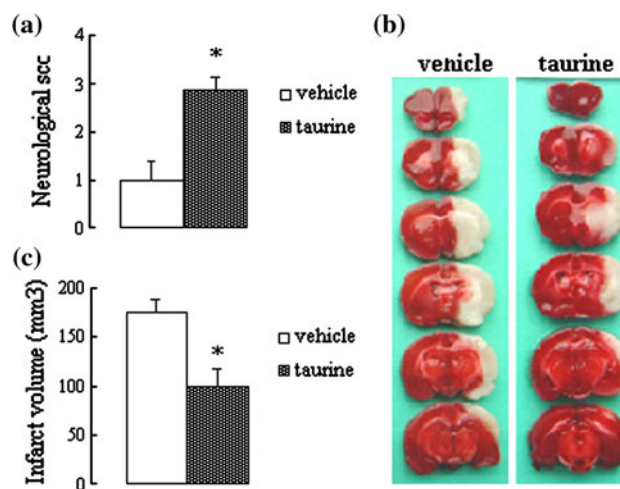 (a)
4
3
2
1
0
Neurological scc
*
vehicle
taurine
(b)
vehicle
taurine
(c)
200
150
100
50
0
Infarct volume (mm3)
*
vehicle
taurine